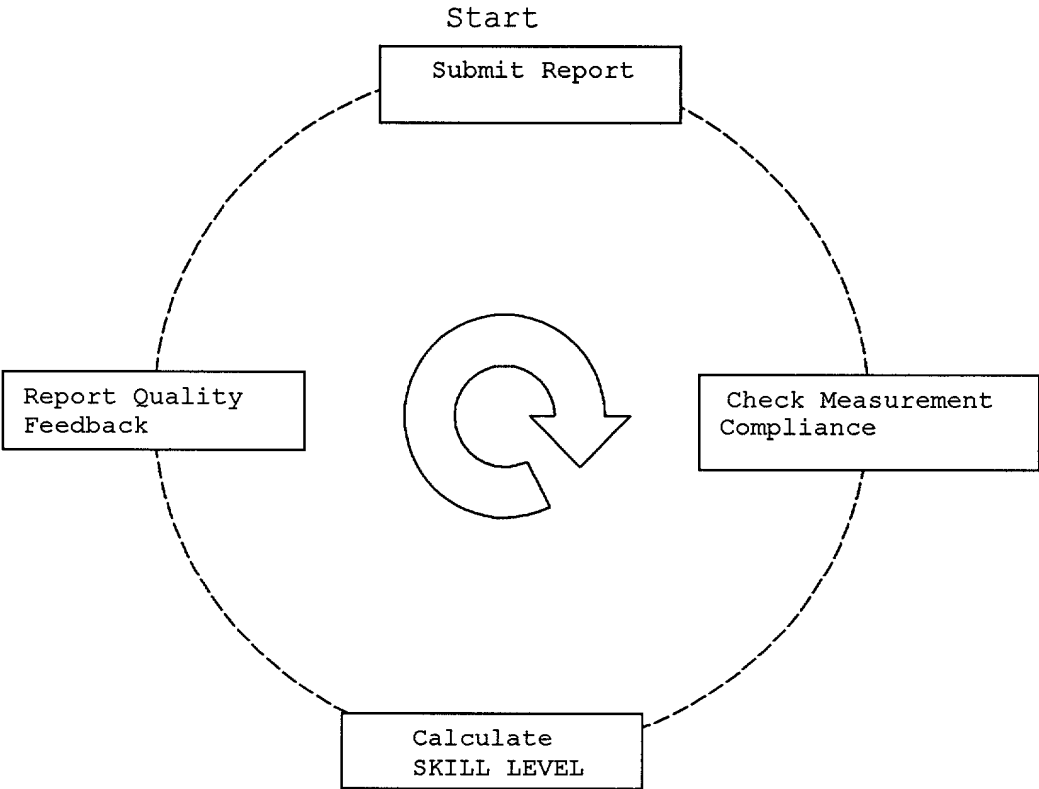 Start
Submit Report
Report Quality
Feedback
Check Measurement
Compliance
Calculate
SKILL LEVEL